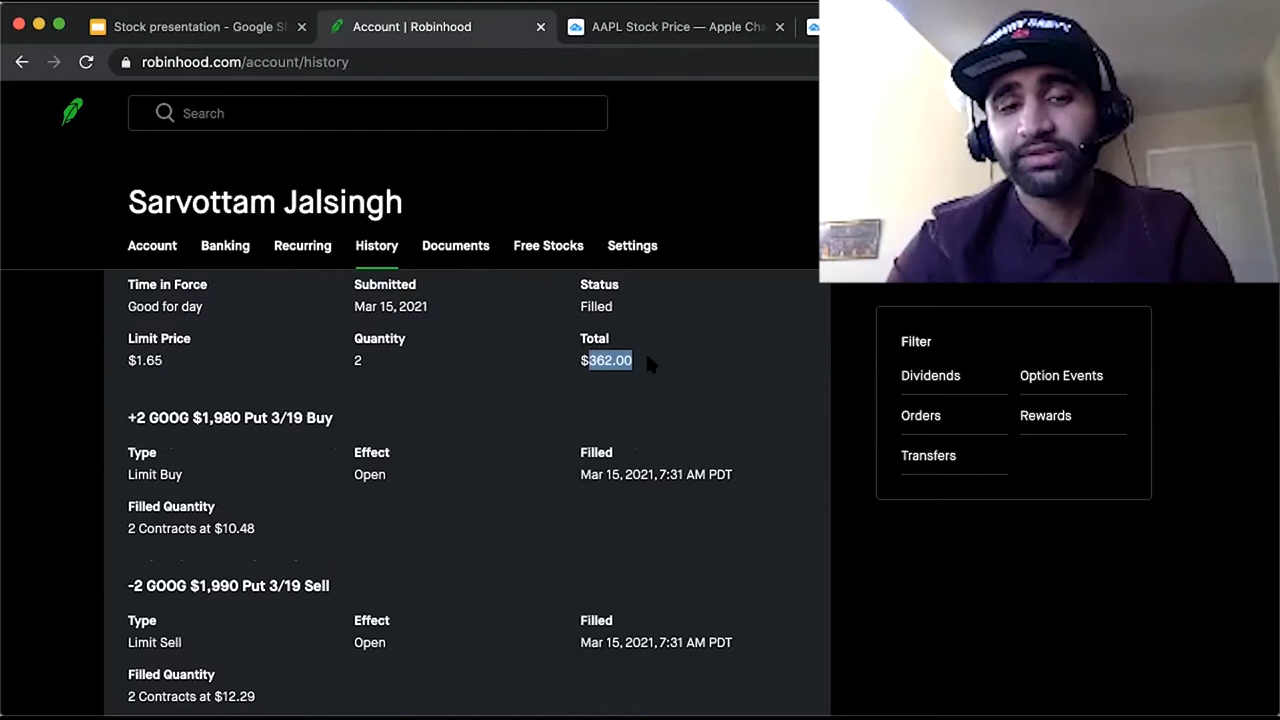 Stock presentation - Google Sl
Account | Robinhood
AAPL Stock Price — Apple Cha
robinhood.com/account/history
Search
Sarvottam Jalsingh
Account Banking Recurring History Documents Free Stocks Settings
Time in Force Submitted Status
Good for day Mar 15, 2021 Filled
Limit Price Quantity Total
$1.65 2 $362.00
+2 GOOG $1,980 Put 3/19 Buy
Type Effect Filled
Limit Buy Open Mar 15, 2021, 7:31 AM PDT
Filled Quantity
2 Contracts at $10.48
-2 GOOG $1,990 Put 3/19 Sell
Type Effect Filled
Limit Sell Open Mar 15, 2021, 7:31 AM PDT
Filled Quantity
2 Contracts at $12.29
Filter
Dividends Option Events
Orders Rewards
Transfers